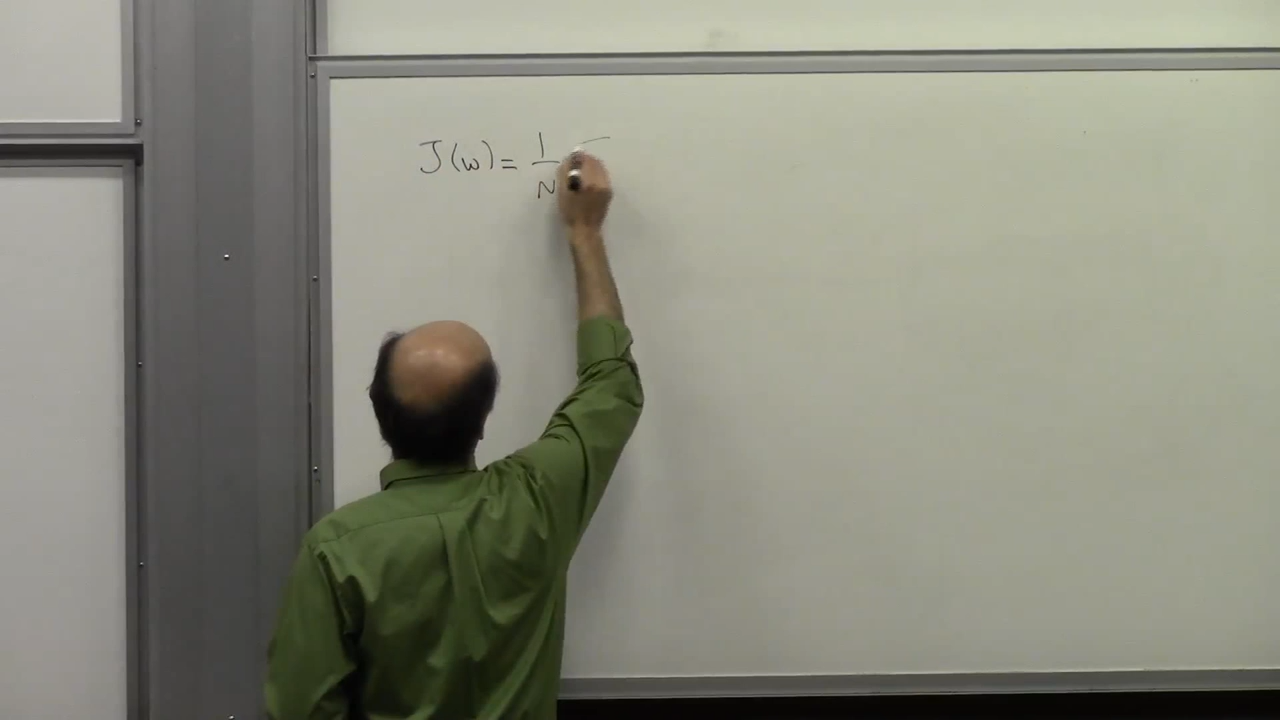 J(w) = 1/N